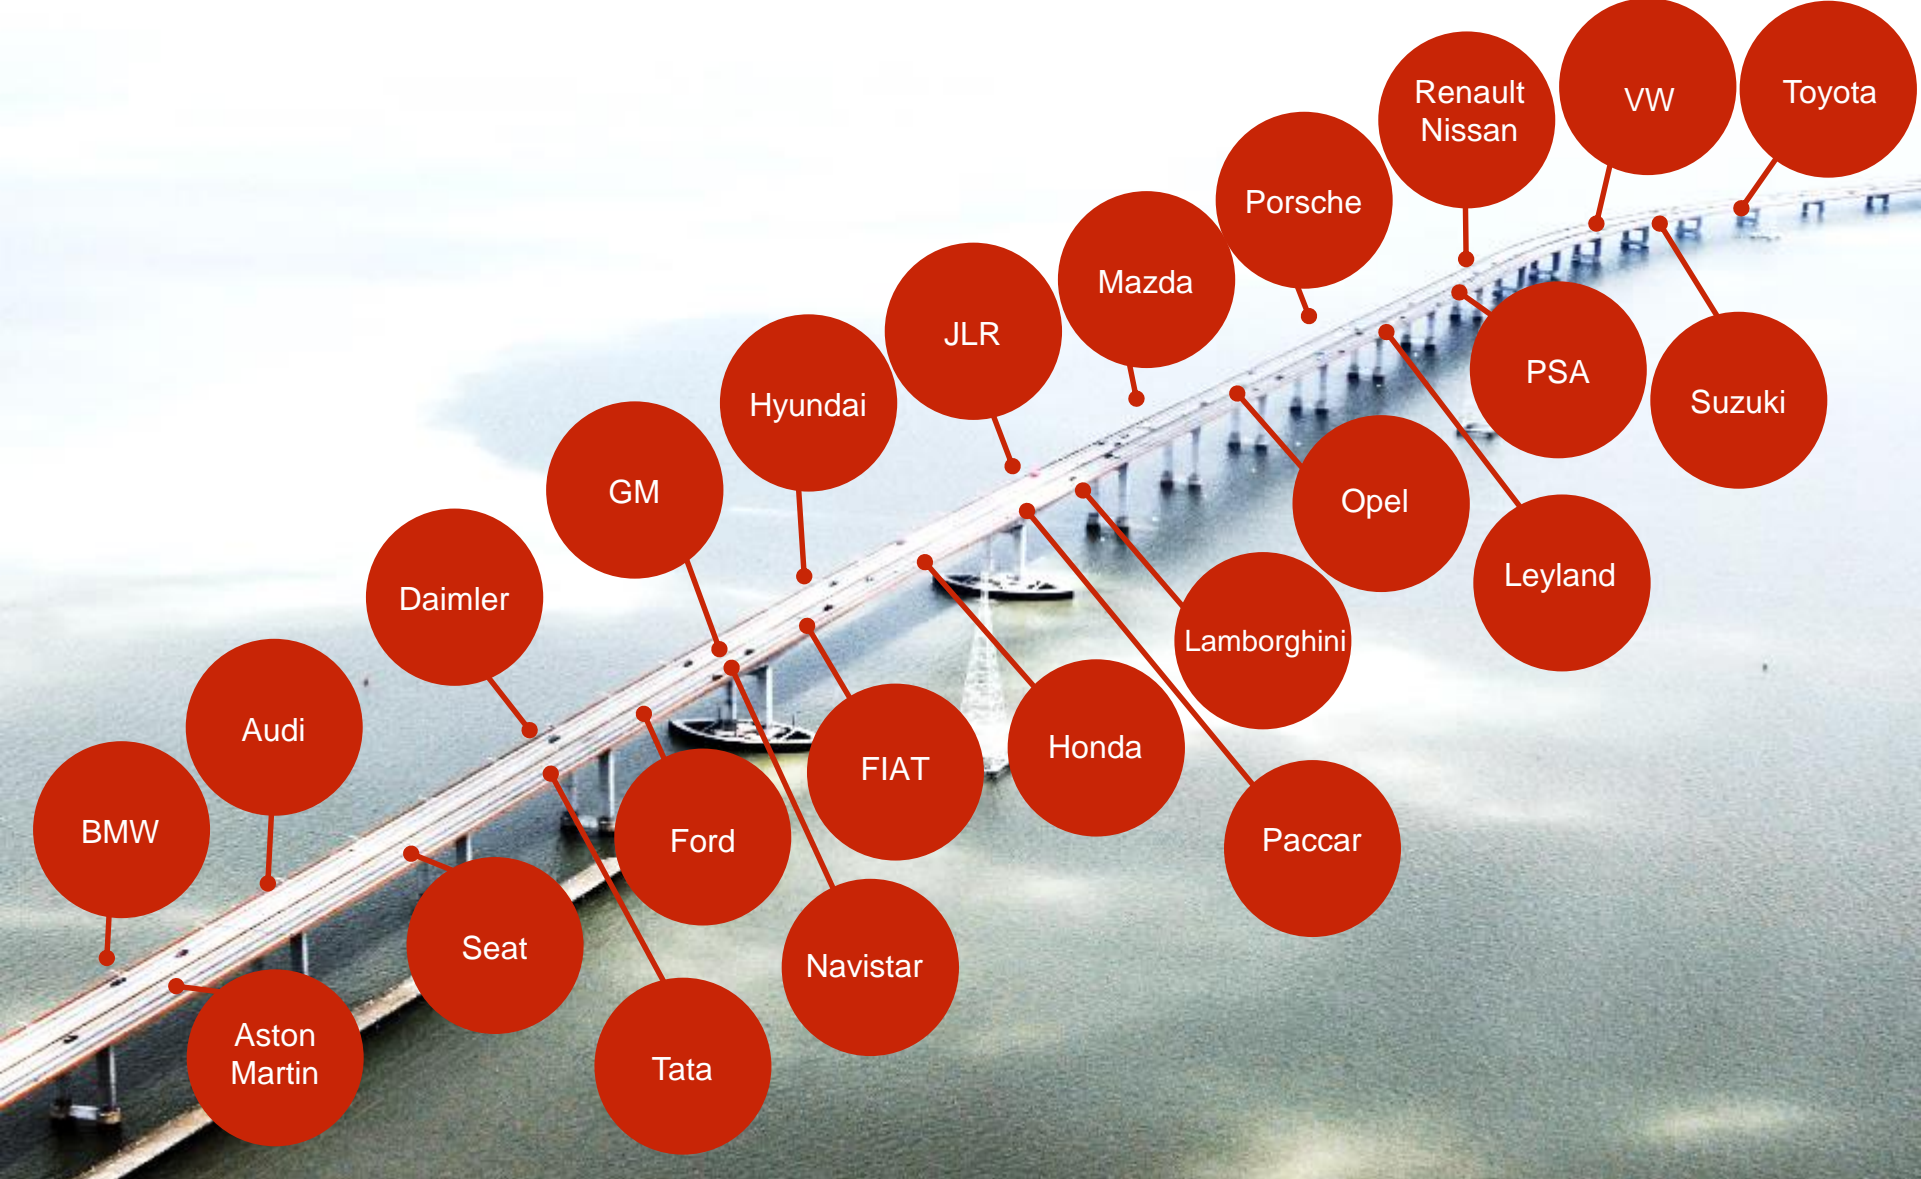 Renault
Nissan
VW
Toyota
Porsche
Mazda
JLR
Hyundai
GM
Daimler
Audi
BMW
PSA
Suzuki
Opel
Leyland
Lamborghini
Honda
Paccar
FIAT
Ford
Navistar
Seat
Tata
Aston
Martin